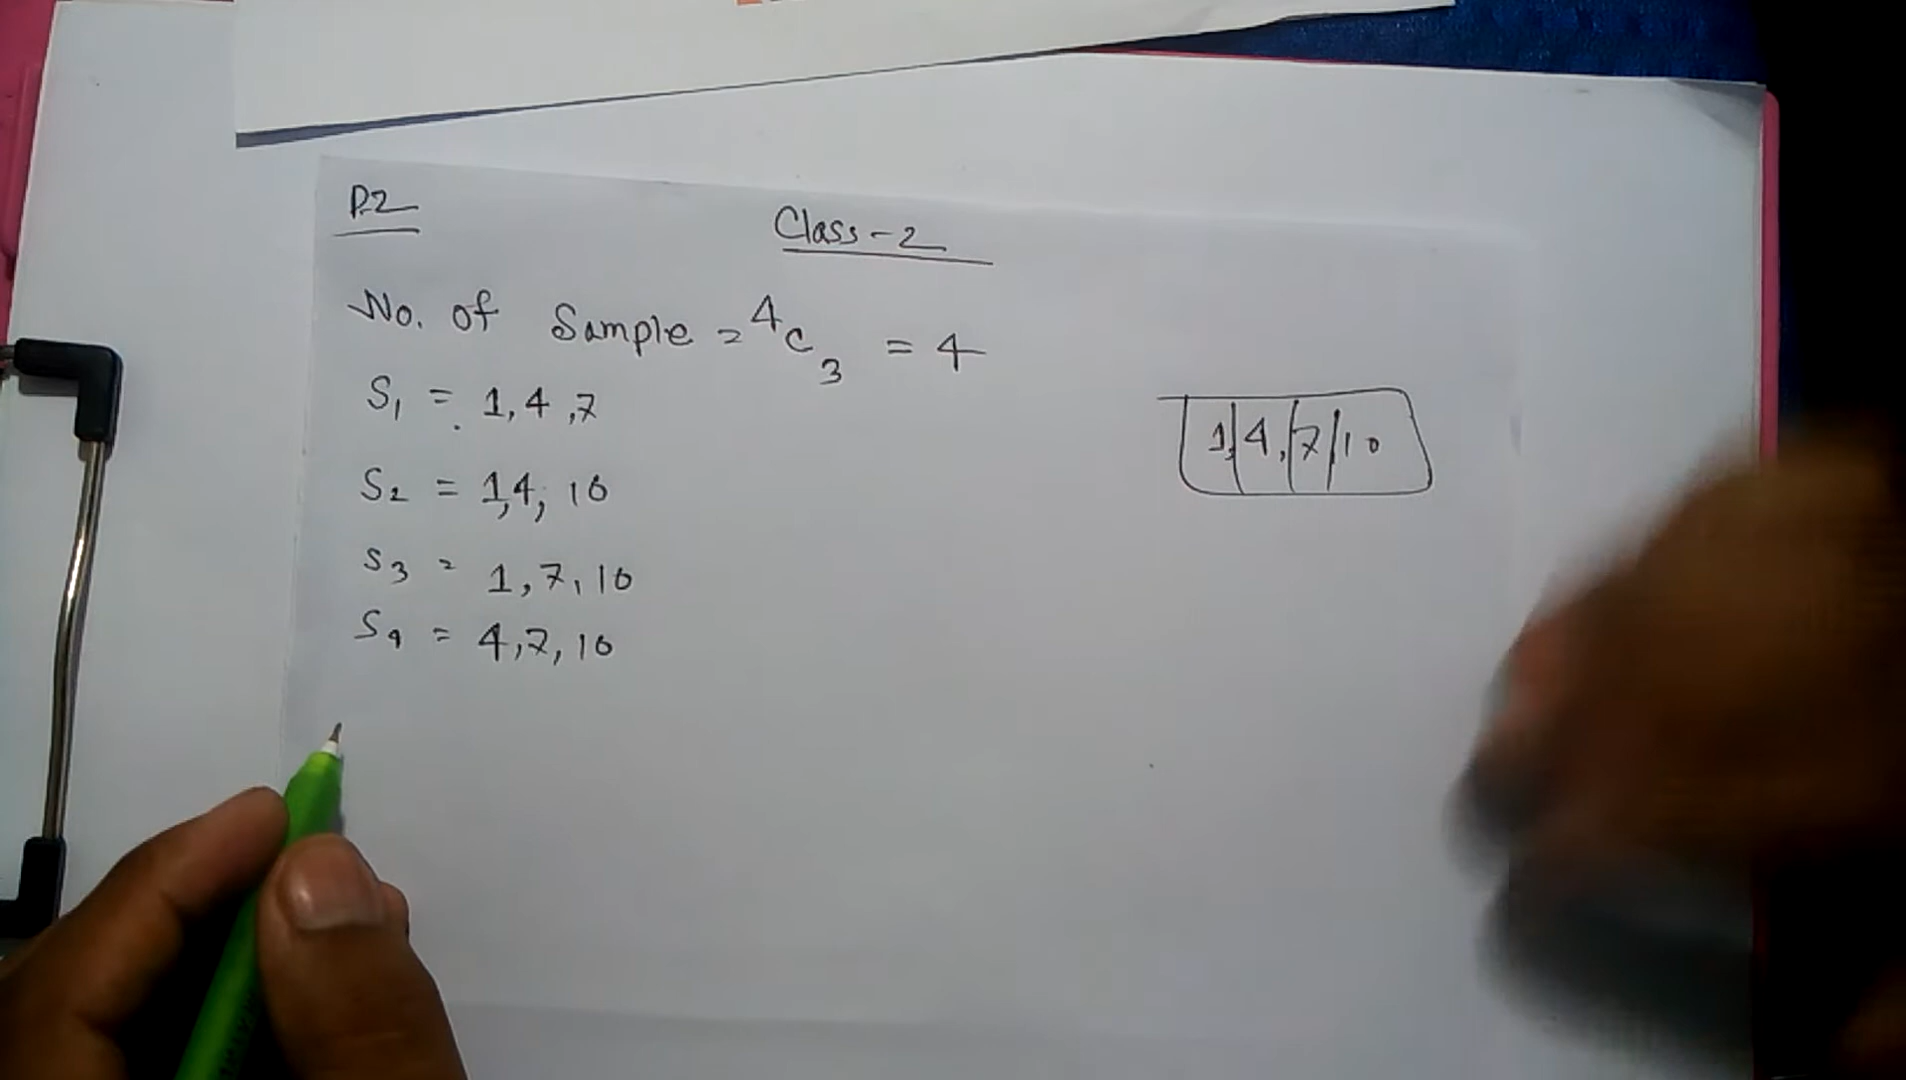 P.2
Class-2
No. of Sample = ⁴C₃ = 4
S₁ = 1,4,7
1,4,7,10
S₂ = 1,4,10
S₃ = 1,7,10
S₄ = 4,7,10